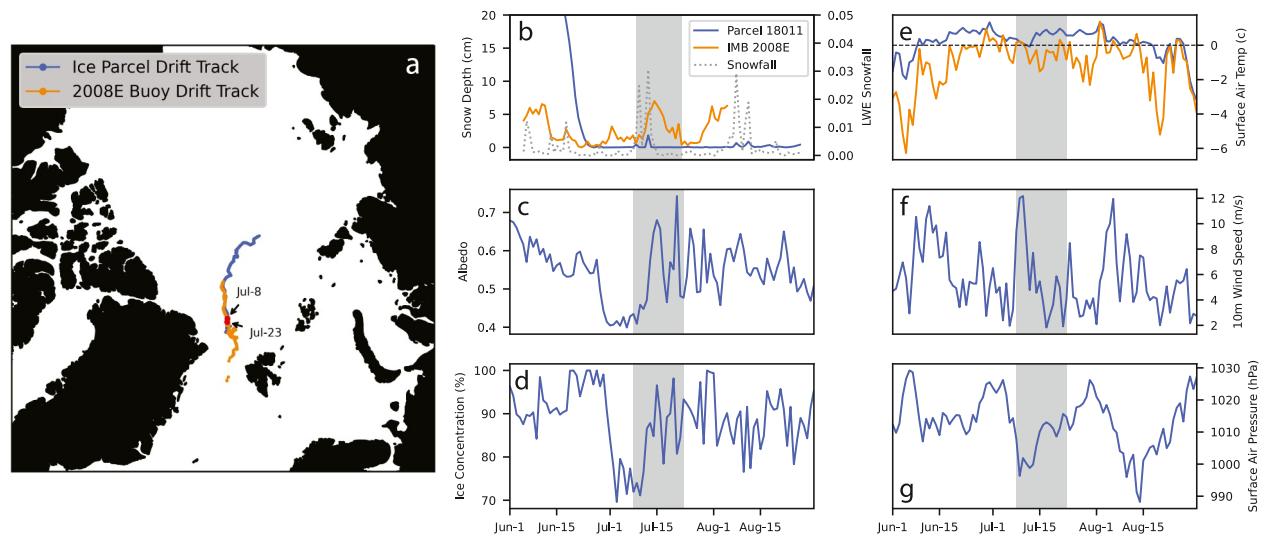 a
Ice Parcel Drift Track
2008E Buoy Drift Track
Jul-8
Jul-23
b
Snow Depth (cm)
20
15
10
5
0
Parcel 18011
IMB 2008E
Snowfall
0.05
0.04
0.03
0.02
0.01
0.00
LWE Snowfall
c
Albedo
0.7
0.6
0.5
0.4
d
Ice Concentration (%)
100
90
80
70
Jun-1
Jun-15
Jul-1
Jul-15
Aug-1
Aug-15
e
0
−2
−4
−6
Surface Air Temp (c)
f
12
10
8
6
4
2
10m Wind Speed (m/s)
g
1030
1020
1010
1000
990
Surface Air Pressure (hPa)
Jun-1
Jun-15
Jul-1
Jul-15
Aug-1
Aug-15